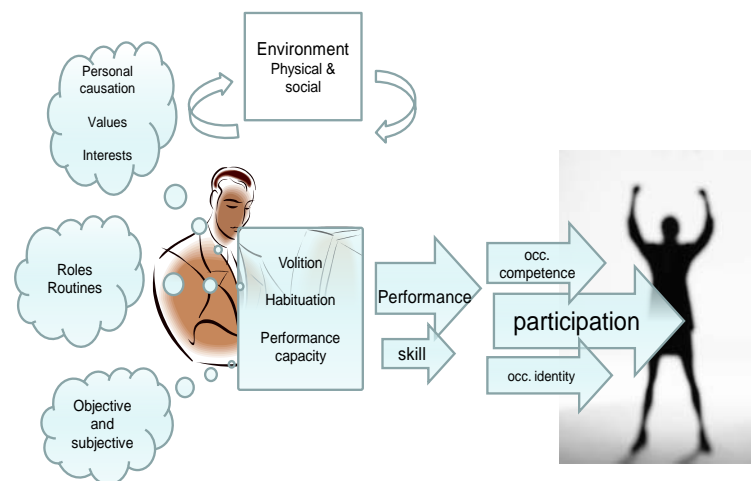 Environment
Physical &
social
Personal
causation
Values
Interests
Roles
Routines
Objective
and
subjective
Volition
Habituation
Performance
capacity
Performance
skill
occ.
competence
participation
occ. identity